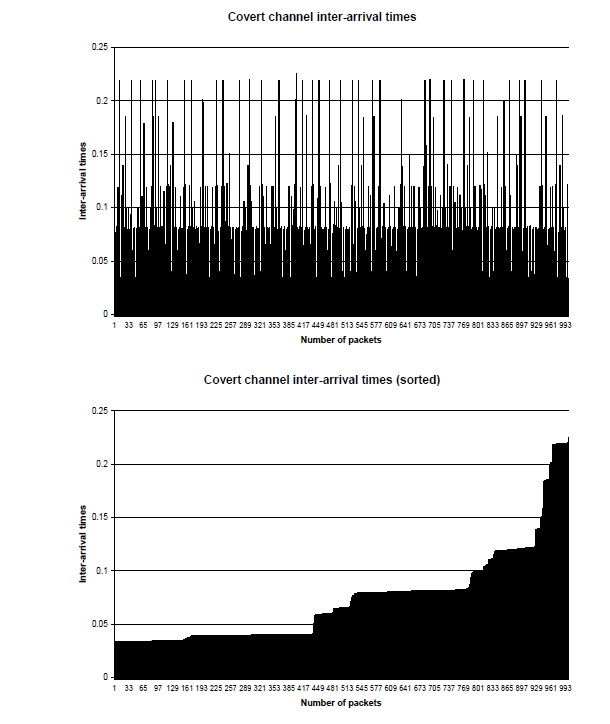 Covert channel inter-arrival times
0.25
0.2
0.15
0.1
0.05
0
Inter-arrival times
1 33 65 97 129 161 193 225 257 289 321 353 385 417 449 481 513 545 577 609 641 673 705 737 769 801 833 865 897 929 961 993
Number of packets
Covert channel inter-arrival times (sorted)
0.25
0.2
0.15
0.1
0.05
0
Inter-arrival times
1 33 65 97 129 161 193 225 257 289 321 353 385 417 449 481 513 545 577 609 641 673 705 737 769 801 833 865 897 929 961 993
Number of packets